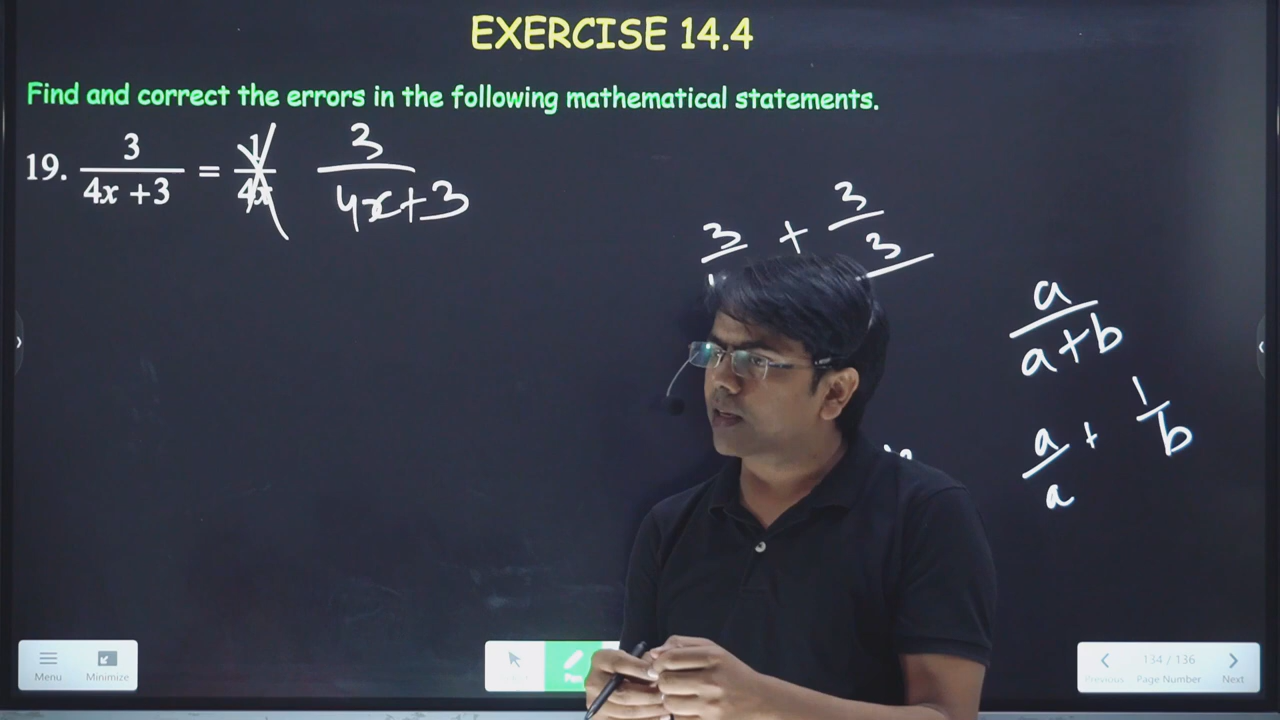 EXERCISE 14.4
Find and correct the errors in the following mathematical statements.
19. 3/(4x + 3) = 1/4x 3/(4x+3)
3 + 3/3
a/(a+b)
a/a + 1/b
Menu
Minimize
Pen
Previous
134 / 136
Page Number
Next